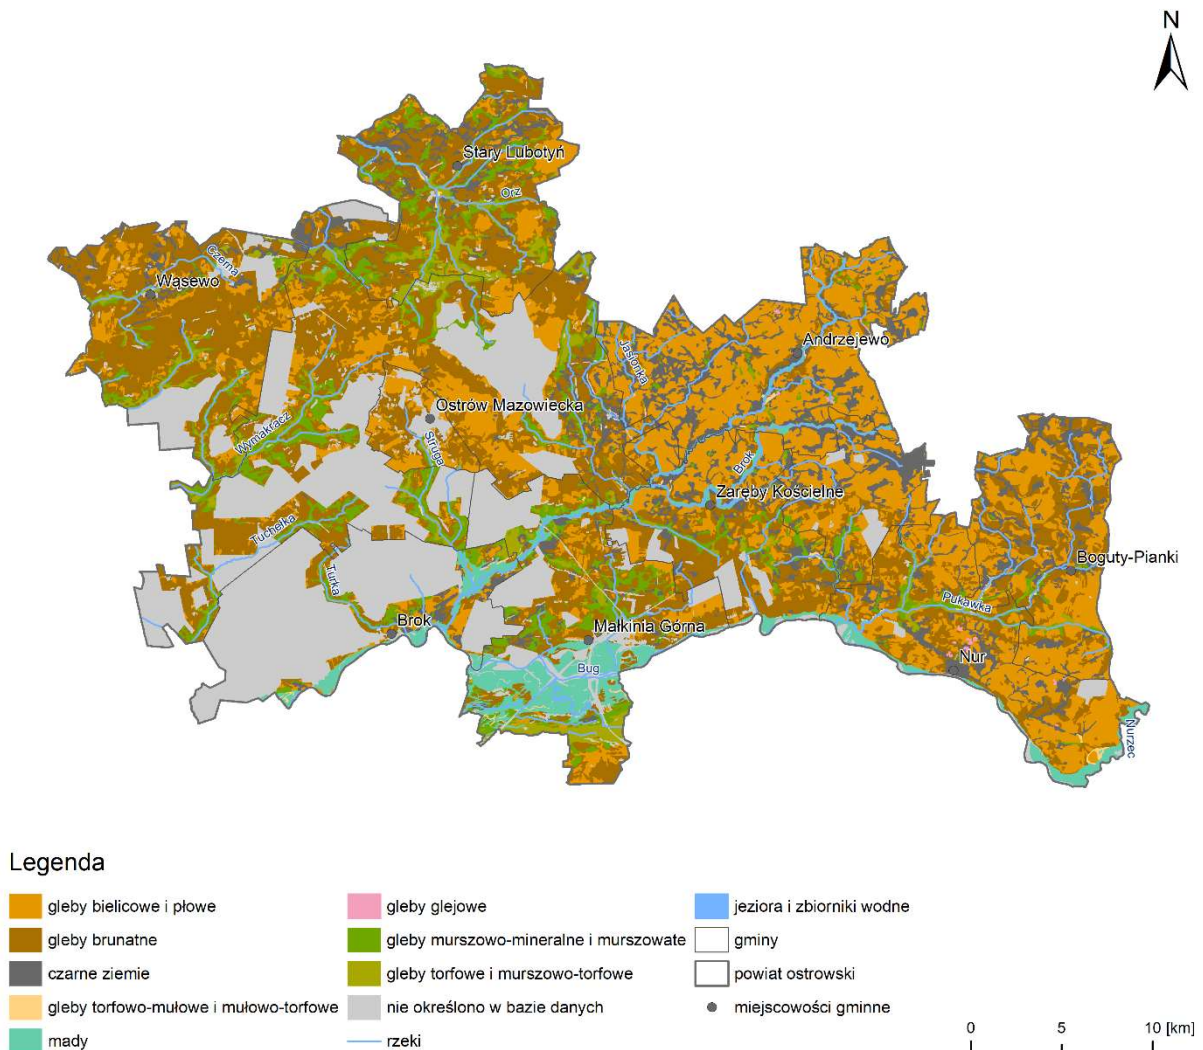 N
Stary Lubotyń
Orz
Czerna
Wąsewo
Andrzejewo
Jasionka
Ostrów Mazowiecka
Wymakracz
Struga
Brok
Zaręby Kościelne
Tuchełka
Boguty-Pianki
Turka
Pukawka
Brok
Małkinia Górna
Nur
Bug
Nurzec
Legenda
gleby bielicowe i płowe
gleby brunatne
czarne ziemie
gleby torfowo-mułowe i mułowo-torfowe
mady
gleby glejowe
gleby murszowo-mineralne i murszowate
gleby torfowe i murszowo-torfowe
nie określono w bazie danych
rzeki
jeziora i zbiorniki wodne
gminy
powiat ostrowski
miejscowości gminne
0 5 10 [km]